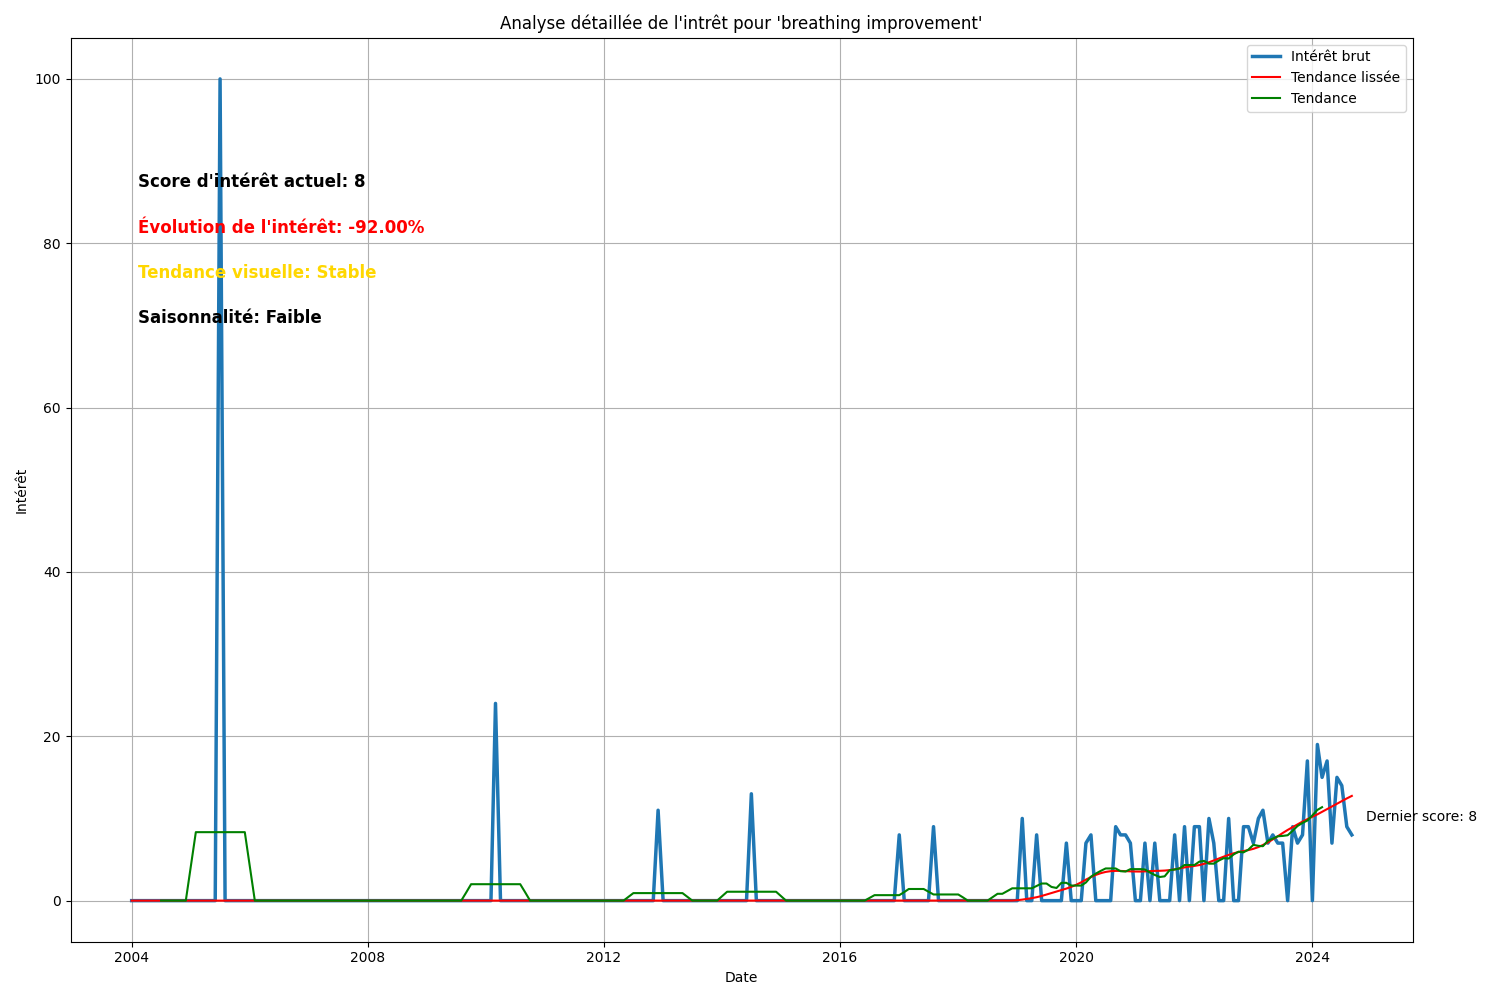 Analyse détaillée de l'intrêt pour 'breathing improvement'
Intérêt brut
Tendance lissée
Tendance
Score d'intérêt actuel: 8
Évolution de l'intérêt: -92.00%
Tendance visuelle: Stable
Saisonnalité: Faible
Dernier score: 8
Intérêt
100
80
60
40
20
0
2004
2008
2012
2016
2020
2024
Date